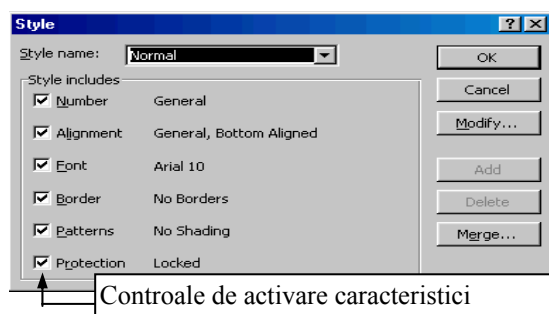 Style
Style name: Normal
OK
Style includes
Cancel
Number General
Modify...
Alignment General, Bottom Aligned
Font Arial 10
Add
Border No Borders
Delete
Patterns No Shading
Merge...
Protection Locked
Controale de activare caracteristici